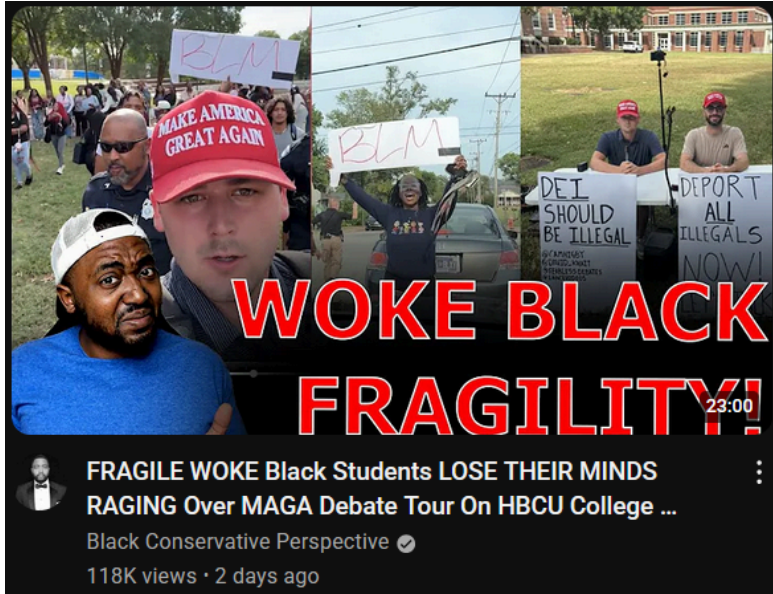 BLM
MAKE AMERICA
GREAT AGAIN
BLM
DEI
SHOULD
BE ILLEGAL
DEPORT
ALL
ILLEGALS
NOW!
WOKE BLACK
FRAGILITY!
23:00
FRAGILE WOKE Black Students LOSE THEIR MINDS
RAGING Over MAGA Debate Tour On HBCU College ...
Black Conservative Perspective
118K views · 2 days ago